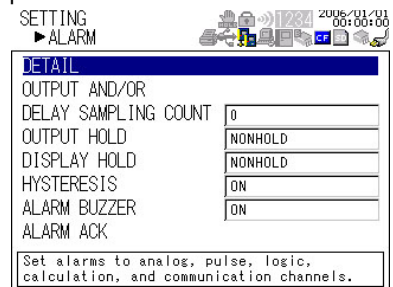 SETTING
►ALARM
1234
2006/01/01
00:00:00
CF
SD
DETAIL
OUTPUT AND/OR
DELAY SAMPLING COUNT 0
OUTPUT HOLD NONHOLD
DISPLAY HOLD NONHOLD
HYSTERESIS ON
ALARM BUZZER ON
ALARM ACK
Set alarms to analog, pulse, logic,
calculation, and communication channels.